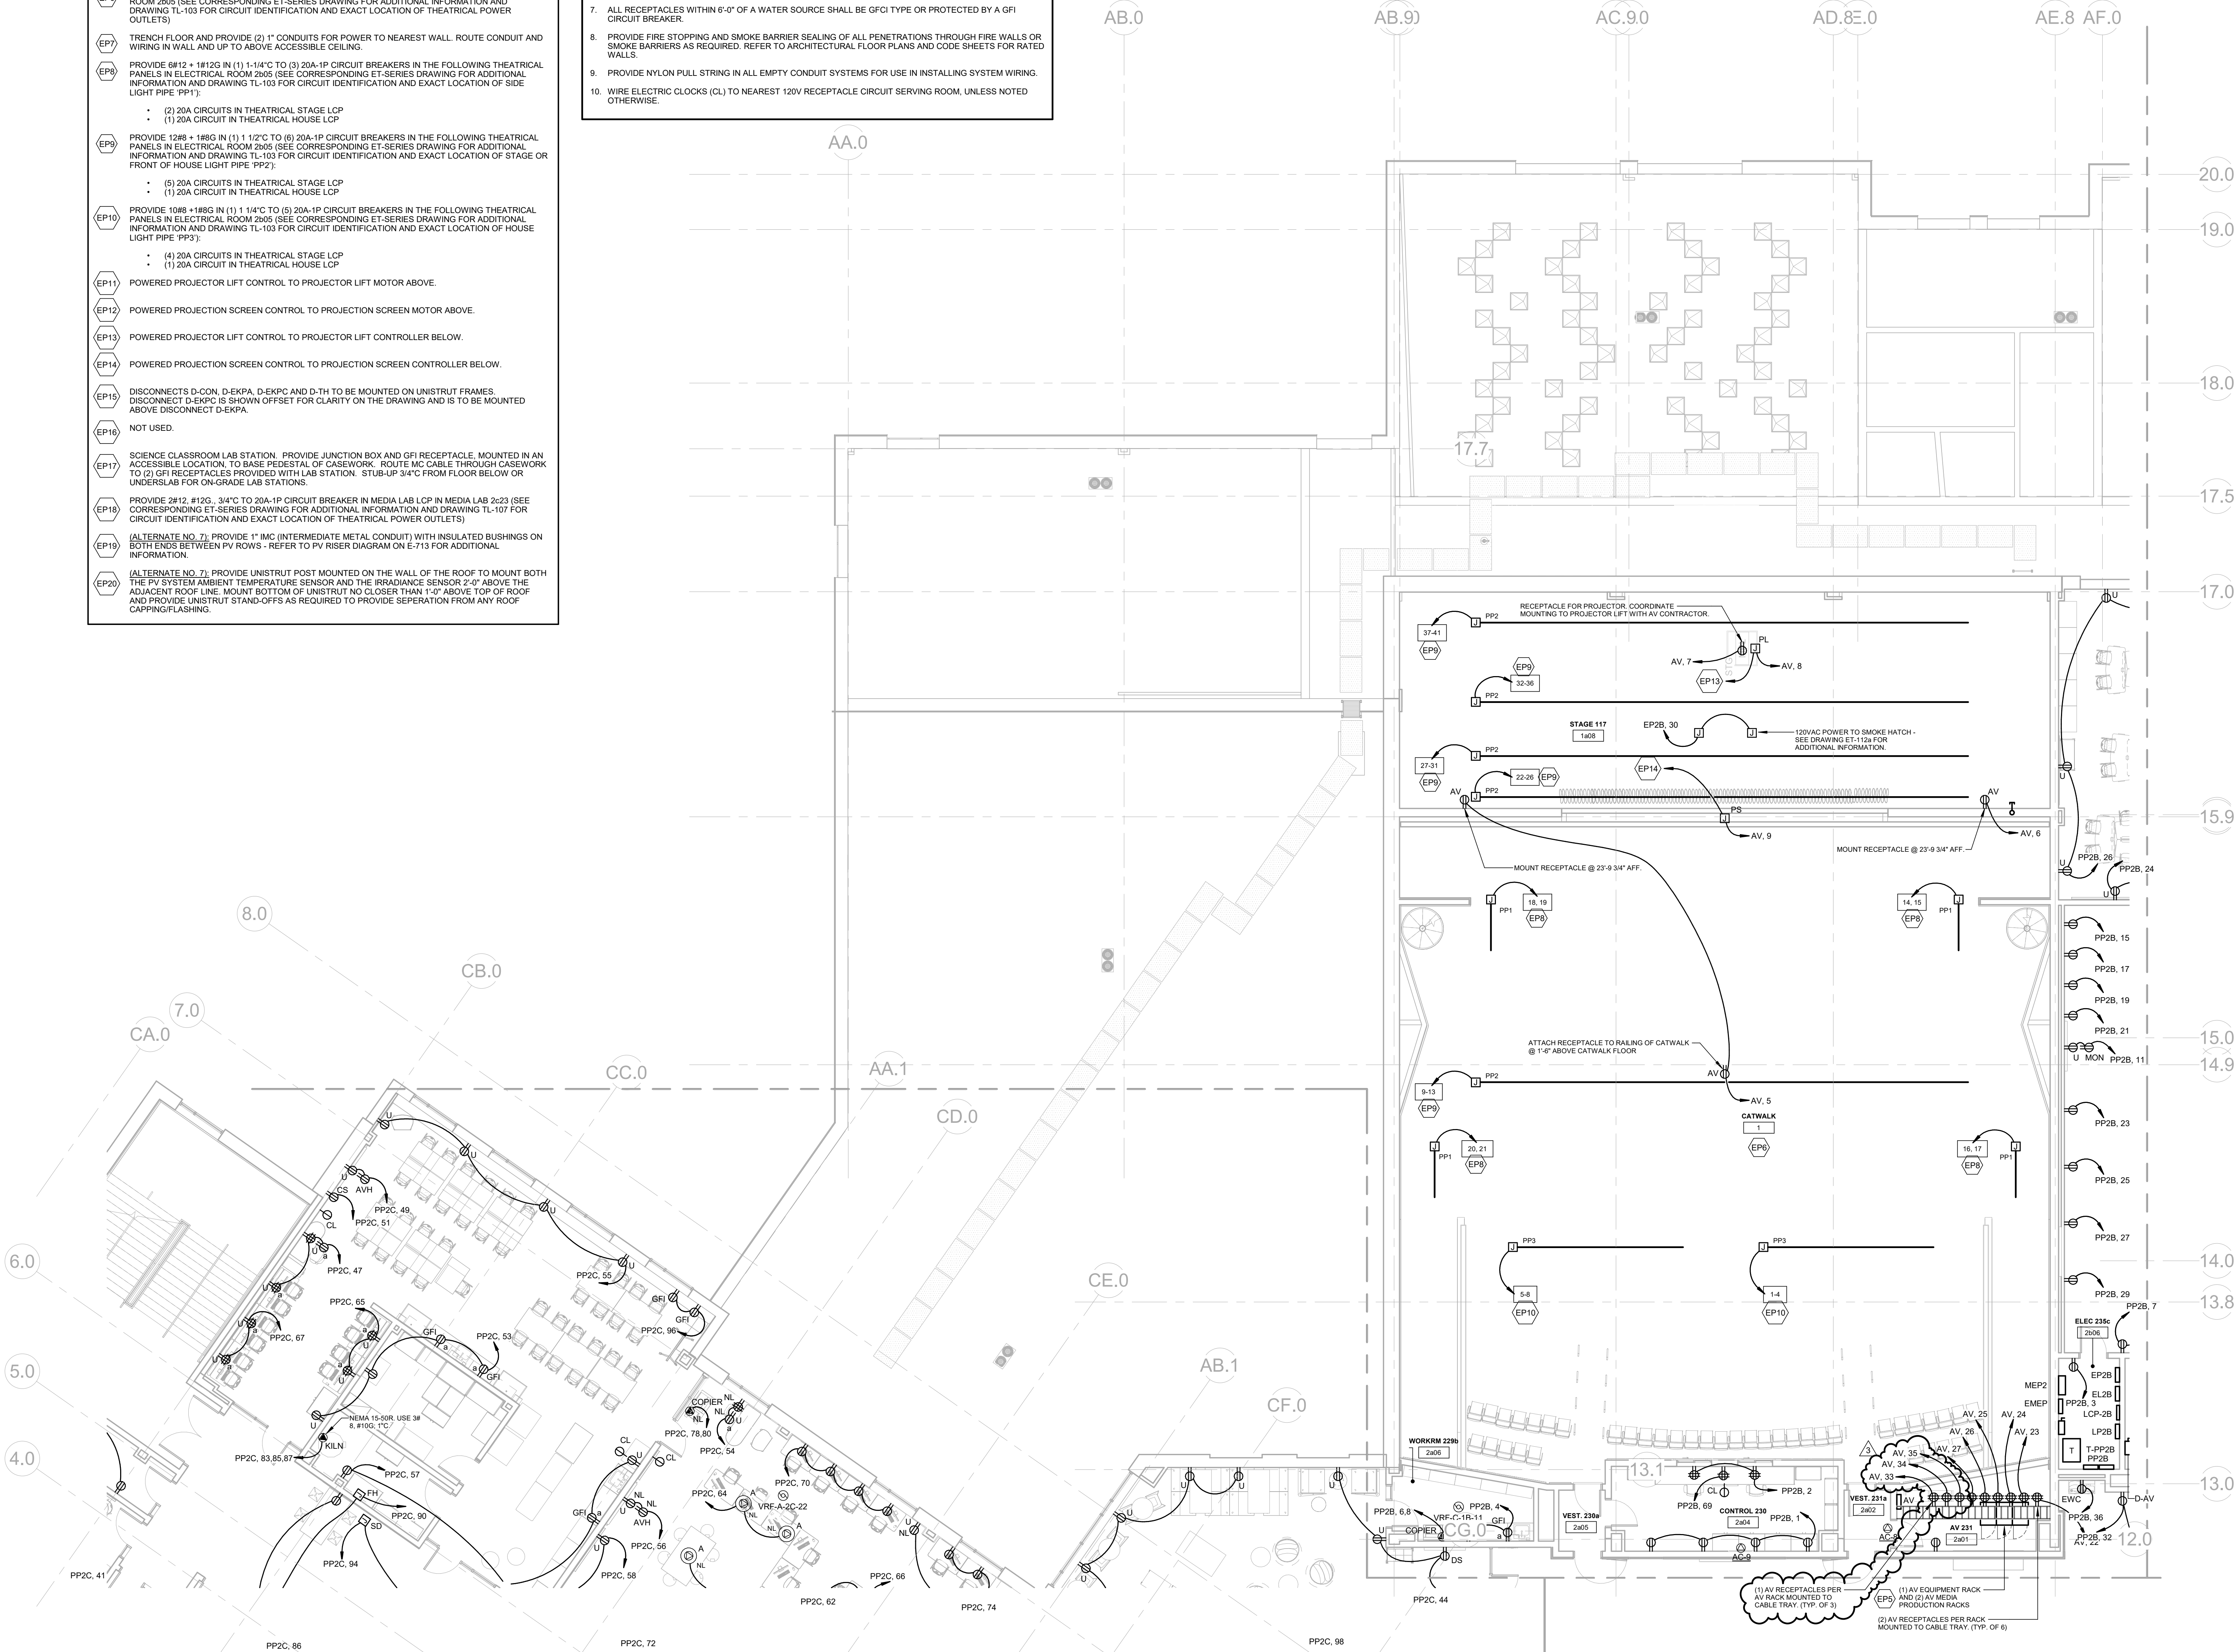 ROOM 2b05 (SEE CORRESPONDING ET-SERIES DRAWING FOR ADDITIONAL INFORMATION AND
DRAWING TL-103 FOR CIRCUIT IDENTIFICATION AND EXACT LOCATION OF THEATRICAL POWER
OUTLETS)
EP7 TRENCH FLOOR AND PROVIDE (2) 1" CONDUITS FOR POWER TO NEAREST WALL. ROUTE CONDUIT AND
WIRING IN WALL AND UP TO ABOVE ACCESSIBLE CEILING.
EP8 PROVIDE 6#12 + 1#12G IN (1) 1-1/4"C TO (3) 20A-1P CIRCUIT BREAKERS IN THE FOLLOWING THEATRICAL
PANELS IN ELECTRICAL ROOM 2b05 (SEE CORRESPONDING ET-SERIES DRAWING FOR ADDITIONAL
INFORMATION AND DRAWING TL-103 FOR CIRCUIT IDENTIFICATION AND EXACT LOCATION OF SIDE
LIGHT PIPE 'PP1'):
• (2) 20A CIRCUITS IN THEATRICAL STAGE LCP
• (1) 20A CIRCUIT IN THEATRICAL HOUSE LCP
EP9 PROVIDE 12#8 + 1#8G IN (1) 1 1/2"C TO (6) 20A-1P CIRCUIT BREAKERS IN THE FOLLOWING THEATRICAL
PANELS IN ELECTRICAL ROOM 2b05 (SEE CORRESPONDING ET-SERIES DRAWING FOR ADDITIONAL
INFORMATION AND DRAWING TL-103 FOR CIRCUIT IDENTIFICATION AND EXACT LOCATION OF STAGE OR
FRONT OF HOUSE LIGHT PIPE 'PP2'):
• (5) 20A CIRCUITS IN THEATRICAL STAGE LCP
• (1) 20A CIRCUIT IN THEATRICAL HOUSE LCP
EP10 PROVIDE 10#8 +1#8G IN (1) 1 1/4"C TO (5) 20A-1P CIRCUIT BREAKERS IN THE FOLLOWING THEATRICAL
PANELS IN ELECTRICAL ROOM 2b05 (SEE CORRESPONDING ET-SERIES DRAWING FOR ADDITIONAL
INFORMATION AND DRAWING TL-103 FOR CIRCUIT IDENTIFICATION AND EXACT LOCATION OF HOUSE
LIGHT PIPE 'PP3'):
• (4) 20A CIRCUITS IN THEATRICAL STAGE LCP
• (1) 20A CIRCUIT IN THEATRICAL HOUSE LCP
EP11 POWERED PROJECTOR LIFT CONTROL TO PROJECTOR LIFT MOTOR ABOVE.
EP12 POWERED PROJECTION SCREEN CONTROL TO PROJECTION SCREEN MOTOR ABOVE.
EP13 POWERED PROJECTOR LIFT CONTROL TO PROJECTOR LIFT CONTROLLER BELOW.
EP14 POWERED PROJECTION SCREEN CONTROL TO PROJECTION SCREEN CONTROLLER BELOW.
EP15 DISCONNECTS D-CON, D-EKPA, D-EKPC AND D-TH TO BE MOUNTED ON UNISTRUT FRAMES.
DISCONNECT D-EKPC IS SHOWN OFFSET FOR CLARITY ON THE DRAWING AND IS TO BE MOUNTED
ABOVE DISCONNECT D-EKPA.
EP16 NOT USED.
EP17 SCIENCE CLASSROOM LAB STATION. PROVIDE JUNCTION BOX AND GFI RECEPTACLE, MOUNTED IN AN
ACCESSIBLE LOCATION, TO BASE PEDESTAL OF CASEWORK. ROUTE MC CABLE THROUGH CASEWORK
TO (2) GFI RECEPTACLES PROVIDED WITH LAB STATION. STUB-UP 3/4"C FROM FLOOR BELOW OR
UNDERSLAB FOR ON-GRADE LAB STATIONS.
EP18 PROVIDE 2#12, #12G., 3/4"C TO 20A-1P CIRCUIT BREAKER IN MEDIA LAB LCP IN MEDIA LAB 2c23 (SEE
CORRESPONDING ET-SERIES DRAWING FOR ADDITIONAL INFORMATION AND DRAWING TL-107 FOR
CIRCUIT IDENTIFICATION AND EXACT LOCATION OF THEATRICAL POWER OUTLETS)
EP19 (ALTERNATE NO. 7): PROVIDE 1" IMC (INTERMEDIATE METAL CONDUIT) WITH INSULATED BUSHINGS ON
BOTH ENDS BETWEEN PV ROWS - REFER TO PV RISER DIAGRAM ON E-713 FOR ADDITIONAL
INFORMATION.
EP20 (ALTERNATE NO. 7): PROVIDE UNISTRUT POST MOUNTED ON THE WALL OF THE ROOF TO MOUNT BOTH
THE PV SYSTEM AMBIENT TEMPERATURE SENSOR AND THE IRRADIANCE SENSOR 2'-0" ABOVE THE
ADJACENT ROOF LINE. MOUNT BOTTOM OF UNISTRUT NO CLOSER THAN 1'-0" ABOVE TOP OF ROOF
AND PROVIDE UNISTRUT STAND-OFFS AS REQUIRED TO PROVIDE SEPERATION FROM ANY ROOF
CAPPING/FLASHING.
7. ALL RECEPTACLES WITHIN 6'-0" OF A WATER SOURCE SHALL BE GFCI TYPE OR PROTECTED BY A GFI
CIRCUIT BREAKER.
8. PROVIDE FIRE STOPPING AND SMOKE BARRIER SEALING OF ALL PENETRATIONS THROUGH FIRE WALLS OR
SMOKE BARRIERS AS REQUIRED. REFER TO ARCHITECTURAL FLOOR PLANS AND CODE SHEETS FOR RATED
WALLS.
9. PROVIDE NYLON PULL STRING IN ALL EMPTY CONDUIT SYSTEMS FOR USE IN INSTALLING SYSTEM WIRING.
10. WIRE ELECTRIC CLOCKS (CL) TO NEAREST 120V RECEPTACLE CIRCUIT SERVING ROOM, UNLESS NOTED
OTHERWISE.
AB.0
AC.9
AE.8
AF.0
AA.0
20.0
19.0
18.0
17.7
17.5
17.0
15.9
15.0
14.9
14.0
13.8
13.1
13.0
12.0
8.0
7.0
6.0
5.0
4.0
CA.0
CB.0
CC.0
CD.0
CE.0
CF.0
CG.0
AA.1
AB.1
RECEPTACLE FOR PROJECTOR. COORDINATE
MOUNTING TO PROJECTOR LIFT WITH AV CONTRACTOR.
PP2
37-41
EP9
PL
AV, 7
AV, 8
EP13
EP9
32-36
PP2
STAGE 117
1a08
EP2B, 30
120VAC POWER TO SMOKE HATCH -
SEE DRAWING ET-112a FOR
ADDITIONAL INFORMATION.
PP2
27-31
EP9
22-26
EP9
EP14
PP2
AV
PS
AV, 9
AV
AV, 6
MOUNT RECEPTACLE @ 23'-9 3/4" AFF.
MOUNT RECEPTACLE @ 23'-9 3/4" AFF.
PP1
18, 19
EP8
14, 15
EP8
PP1
ATTACH RECEPTACLE TO RAILING OF CATWALK
@ 1'-6" ABOVE CATWALK FLOOR
AV
AV, 5
PP2
9-13
EP9
CATWALK
1
EP6
PP1
20, 21
EP8
16, 17
EP8
PP1
PP3
5-8
EP10
PP3
1-4
EP10
U
U
U
PP2B, 26
PP2B, 24
U
PP2B, 15
PP2B, 17
PP2B, 19
PP2B, 21
U MON PP2B, 11
PP2B, 23
PP2B, 25
PP2B, 27
PP2B, 29
PP2B, 7
ELEC 235c
2b06
EP2B
MEP2
EL2B
EMEP
PP2B, 3
LCP-2B
LP2B
T
T-PP2B
PP2B
AV, 25
AV, 24
AV, 26
AV, 23
AV, 27
AV, 35
AV, 34
AV, 33
3
EWC
D-AV
PP2B, 36
PP2B, 32
AV, 22
VEST. 231a
2a02
AV
AC-8
AV 231
2a01
CL
PP2B, 69
PP2B, 2
CONTROL 230
2a04
PP2B, 1
AC-9
VEST. 230a
2a05
WORKRM 229b
2a06
PP2B, 6,8
PP2B, 4
VRF-C-1B-11
COPIER
GFI
a
U
DS
PP2C, 44
(1) AV RECEPTACLES PER
AV RACK MOUNTED TO
CABLE TRAY. (TYP. OF 3)
EP5
(1) AV EQUIPMENT RACK
AND (2) AV MEDIA
PRODUCTION RACKS
(2) AV RECEPTACLES PER RACK
MOUNTED TO CABLE TRAY. (TYP. OF 6)
U
U
U
U
AVH
CS
PP2C, 49
PP2C, 51
CL
U
a
PP2C, 47
U
a
U
a
PP2C, 67
U
a
PP2C, 65
a
U
a
U
PP2C, 55
U
GFI
GFI
PP2C, 96
GFI
a
PP2C, 53
a
GFI
NEMA 15-50R. USE 3#
8, #10G, 1"C
U
KILN
PP2C, 83,85,87
PP2C, 57
FH
PP2C, 90
SD
PP2C, 94
PP2C, 41
COPIER
NL
NL
NL
U
a
PP2C, 78,80
PP2C, 54
CL
U
CL
NL
NL
AVH
PP2C, 56
GFI
a
U
PP2C, 58
PP2C, 64
NL
VRF-A-2C-22
A
NL
A
NL
PP2C, 70
U
NL
PP2C, 66
PP2C, 62
PP2C, 74
U
U
PP2C, 86
PP2C, 72
PP2C, 98